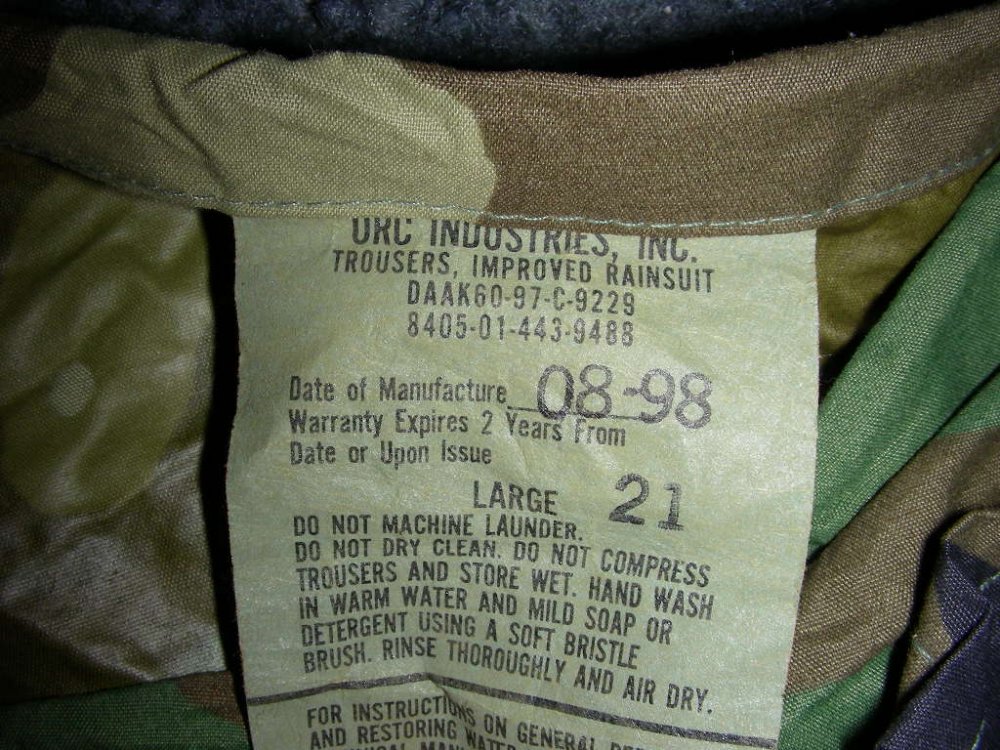 ORC INDUSTRIES, INC.
TROUSERS, IMPROVED RAINSUIT
DAAK60-97-C-9229
8405-01-443-9488
Date of Manufacture 08-98
Warranty Expires 2 Years From
Date or Upon Issue
LARGE 21
DO NOT MACHINE LAUNDER.
DO NOT DRY CLEAN. DO NOT COMPRESS
TROUSERS AND STORE WET. HAND WASH
IN WARM WATER AND MILD SOAP OR
DETERGENT USING A SOFT BRISTLE
BRUSH. RINSE THOROUGHLY AND AIR DRY.
FOR INSTRUCTIONS ON GENERAL
AND RESTORING WATER